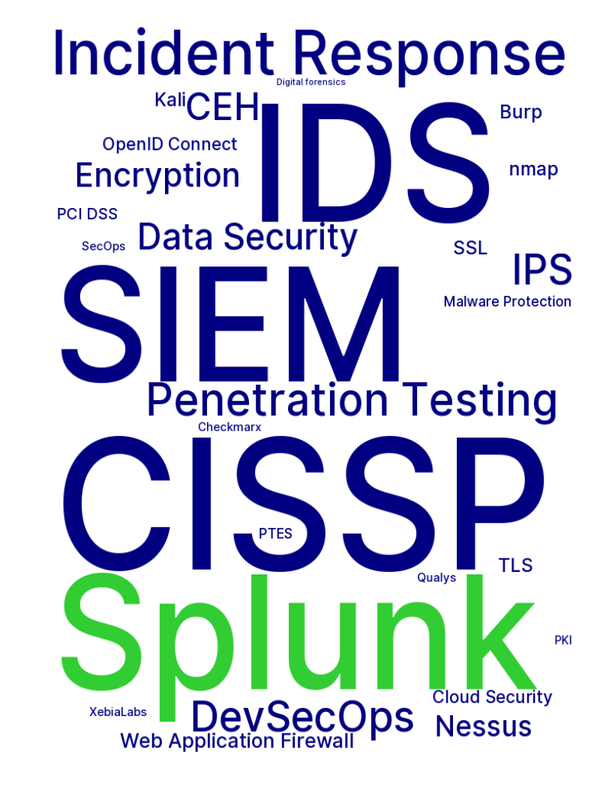 Incident Response
Digital forensics
Kali
CEH
IDS
Burp
OpenID Connect
Encryption
nmap
PCI DSS
SecOps
Data Security
SSL
IPS
SIEM
Malware Protection
Penetration Testing
Checkmarx
CISSP
PTES
TLS
Qualys
Splunk
PKI
Cloud Security
XebiaLabs
DevSecOps
Nessus
Web Application Firewall